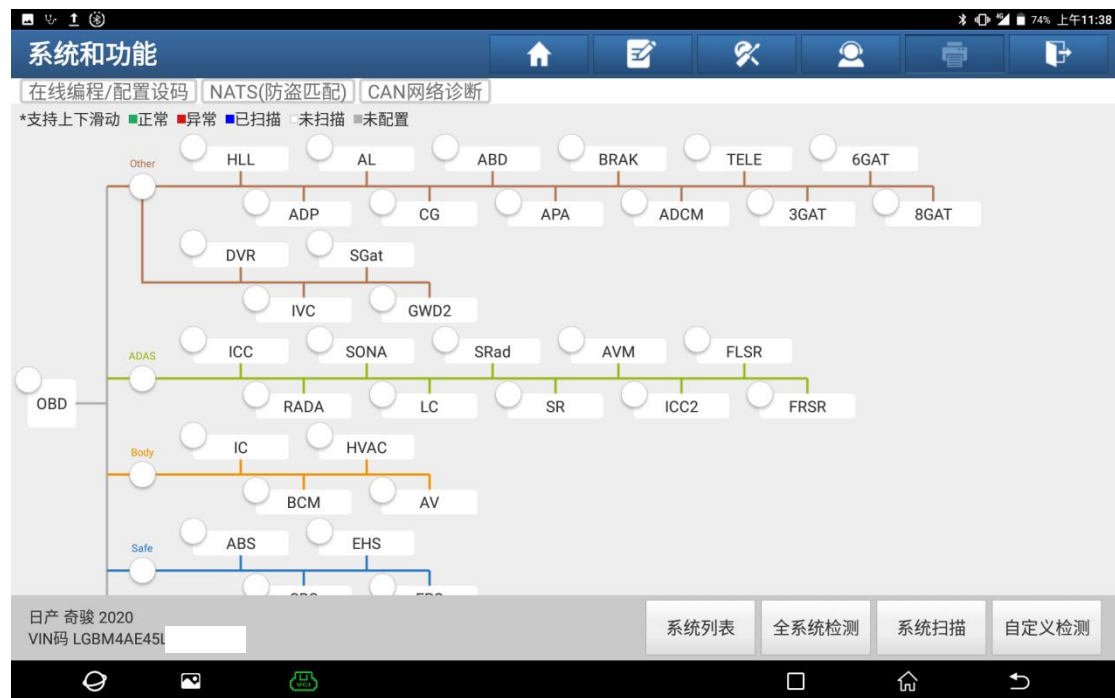 74% 上午11:38
系统和功能
在线编程/配置设码 NATS(防盗匹配) CAN网络诊断
*支持上下滑动 正常 异常 已扫描 未扫描 未配置
Other HLL AL ABD BRAK TELE 6GAT
ADP CG APA ADCM 3GAT 8GAT
DVR SGat
IVC GWD2
ADAS ICC SONA SRad AVM FLSR
OBD RADA LC SR ICC2 FRSR
Body IC HVAC
BCM AV
Safe ABS EHS
日产 奇骏 2020
VIN码 LGBM4AE45L
系统列表 全系统检测 系统扫描 自定义检测
VCI